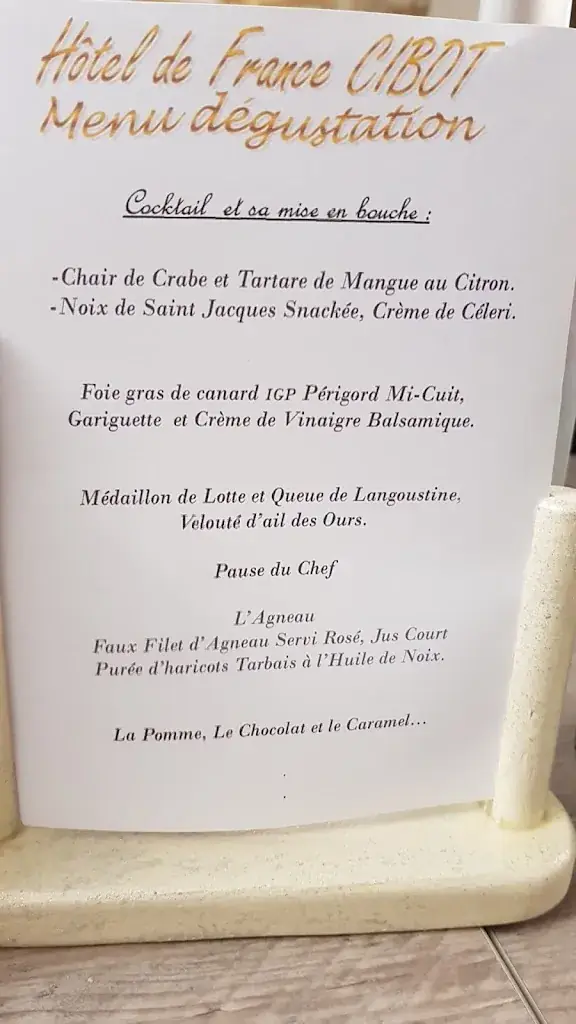 Hôtel de France CIBOT
Menu dégustation
Cocktail et sa mise en bouche :
-Chair de Crabe et Tartare de Mangue au Citron.
-Noix de Saint Jacques Snackée, Crème de Céleri.
Foie gras de canard IGP Périgord Mi-Cuit,
Gariguette et Crème de Vinaigre Balsamique.
Médaillon de Lotte et Queue de Langoustine,
Velouté d'ail des Ours.
Pause du Chef
L'Agneau
Faux Filet d'Agneau Servi Rosé, Jus Court
Purée d'haricots Tarbais à l'Huile de Noix.
La Pomme, Le Chocolat et le Caramel...
.
.